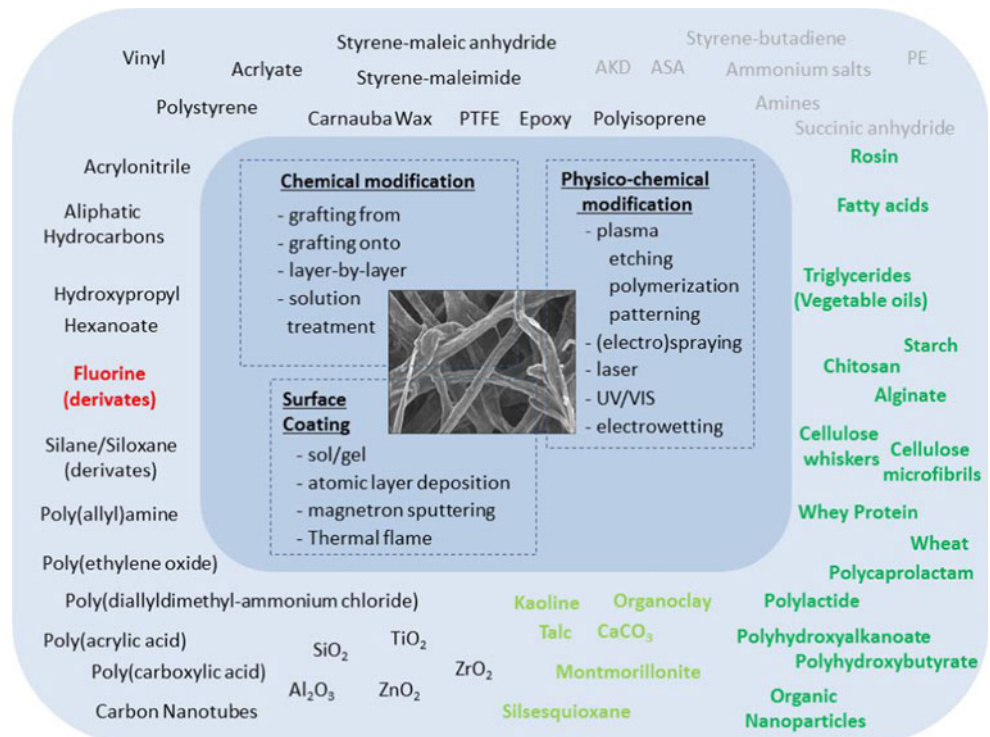 Vinyl
Acrlyate
Styrene-maleic anhydride
Styrene-maleimide
Styrene-butadiene
PE
AKD
ASA
Ammonium salts
Polystyrene
Carnauba Wax
PTFE
Epoxy
Polyisoprene
Amines
Succinic anhydride
Acrylonitrile
Aliphatic
Hydrocarbons
Hydroxypropyl
Hexanoate
Fluorine
(derivates)
Silane/Siloxane
(derivates)
Poly(allyl)amine
Poly(ethylene oxide)
Chemical modification
- grafting from
- grafting onto
- layer-by-layer
- solution
treatment
Physico-chemical
modification
- plasma
etching
polymerization
patterning
- (electro)spraying
- laser
- UV/VIS
- electrowetting
Surface
Coating
- sol/gel
- atomic layer deposition
- magnetron sputtering
- Thermal flame
Rosin
Fatty acids
Triglycerides
(Vegetable oils)
Starch
Chitosan
Alginate
Cellulose
whiskers
Cellulose
microfibrils
Whey Protein
Wheat
Polycaprolactam
Poly(diallyldimethyl-ammonium chloride)
Poly(acrylic acid)
Poly(carboxylic acid)
Carbon Nanotubes
SiO₂
TiO₂
Al₂O₃
ZnO₂
ZrO₂
Kaoline
Organoclay
Talc
CaCO₃
Montmorillonite
Silsesquioxane
Polylactide
Polyhydroxyalkanoate
Polyhydroxybutyrate
Organic
Nanoparticles